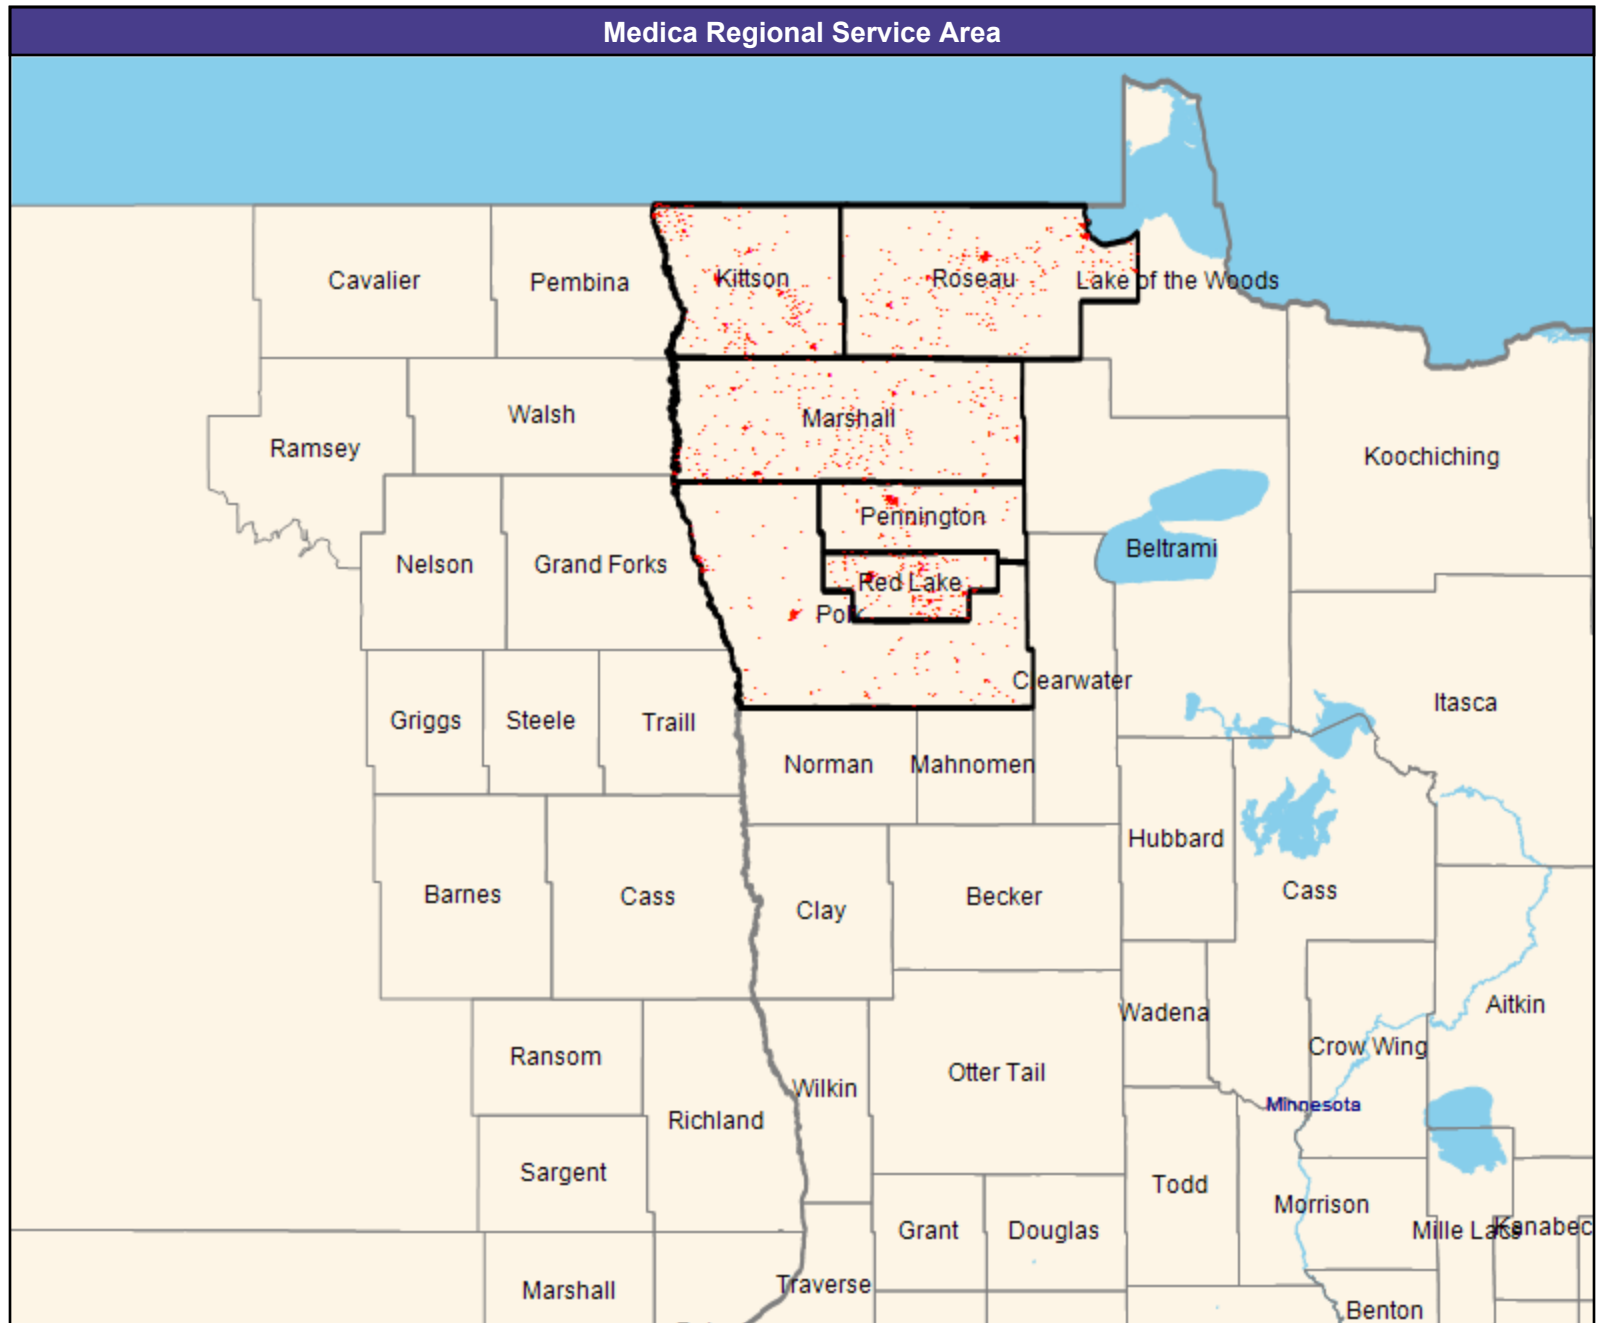 Medica Regional Service Area
Cavalier
Pembina
Kittson
Roseau
Lake of the Woods
Walsh
Marshall
Ramsey
Koochiching
Pennington
Nelson
Grand Forks
Beltrami
Red Lake
Polk
Clearwater
Griggs
Steele
Traill
Itasca
Norman
Mahnomen
Hubbard
Barnes
Cass
Clay
Becker
Cass
Wadena
Aitkin
Ransom
Crow Wing
Otter Tail
Wilkin
Minnesota
Richland
Sargent
Todd
Morrison
Grant
Douglas
Mille Lacs
Kanabec
Marshall
Traverse
Benton